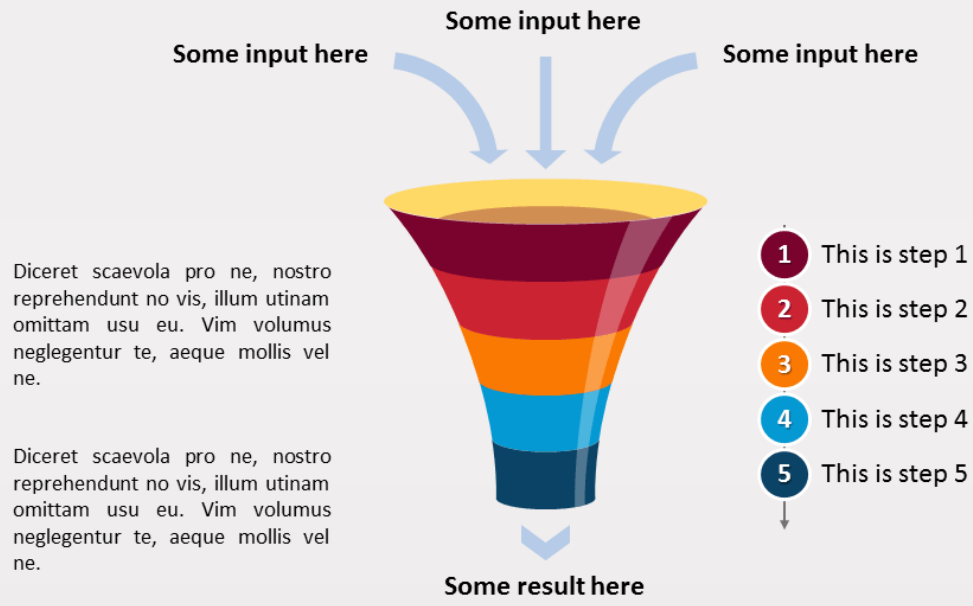 Some input here
Some input here
Some input here
Diceret scaevola pro ne, nostro
reprehendunt no vis, illum utinam
omittam usu eu. Vim volumus
neglegentur te, aeque mollis vel
ne.
Diceret scaevola pro ne, nostro
reprehendunt no vis, illum utinam
omittam usu eu. Vim volumus
neglegentur te, aeque mollis vel
ne.
1 This is step 1
2 This is step 2
3 This is step 3
4 This is step 4
5 This is step 5
Some result here